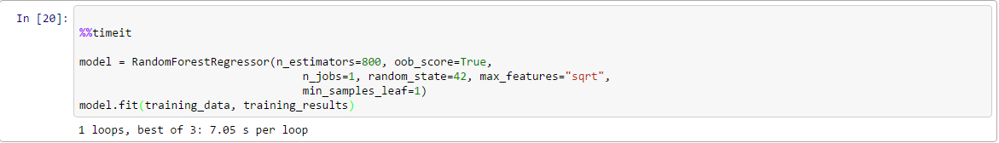 In [20]:
%%timeit
model = RandomForestRegressor(n_estimators=800, oob_score=True,
n_jobs=1, random_state=42, max_features="sqrt",
min_samples_leaf=1)
model.fit(training_data, training_results)
1 loops, best of 3: 7.05 s per loop